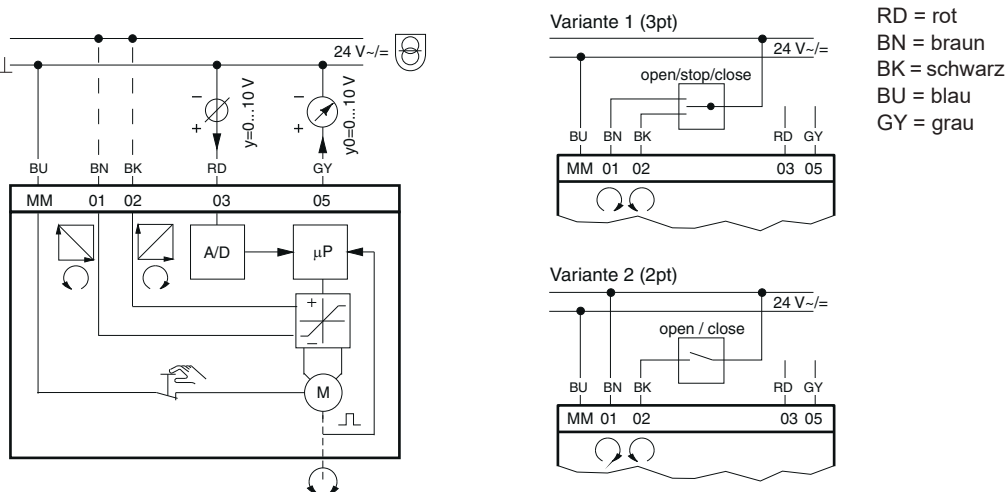 24 V~/=
y=0...10 V
y0=0...10 V
– +
– +
BU BN BK RD GY
MM 01 02 03 05
A/D
µP
+
–
M
Variante 1 (3pt)
24 V~/=
open/stop/close
BU BN BK RD GY
MM 01 02 03 05
Variante 2 (2pt)
24 V~/=
open / close
BU BN BK RD GY
MM 01 02 03 05
RD = rot
BN = braun
BK = schwarz
BU = blau
GY = grau